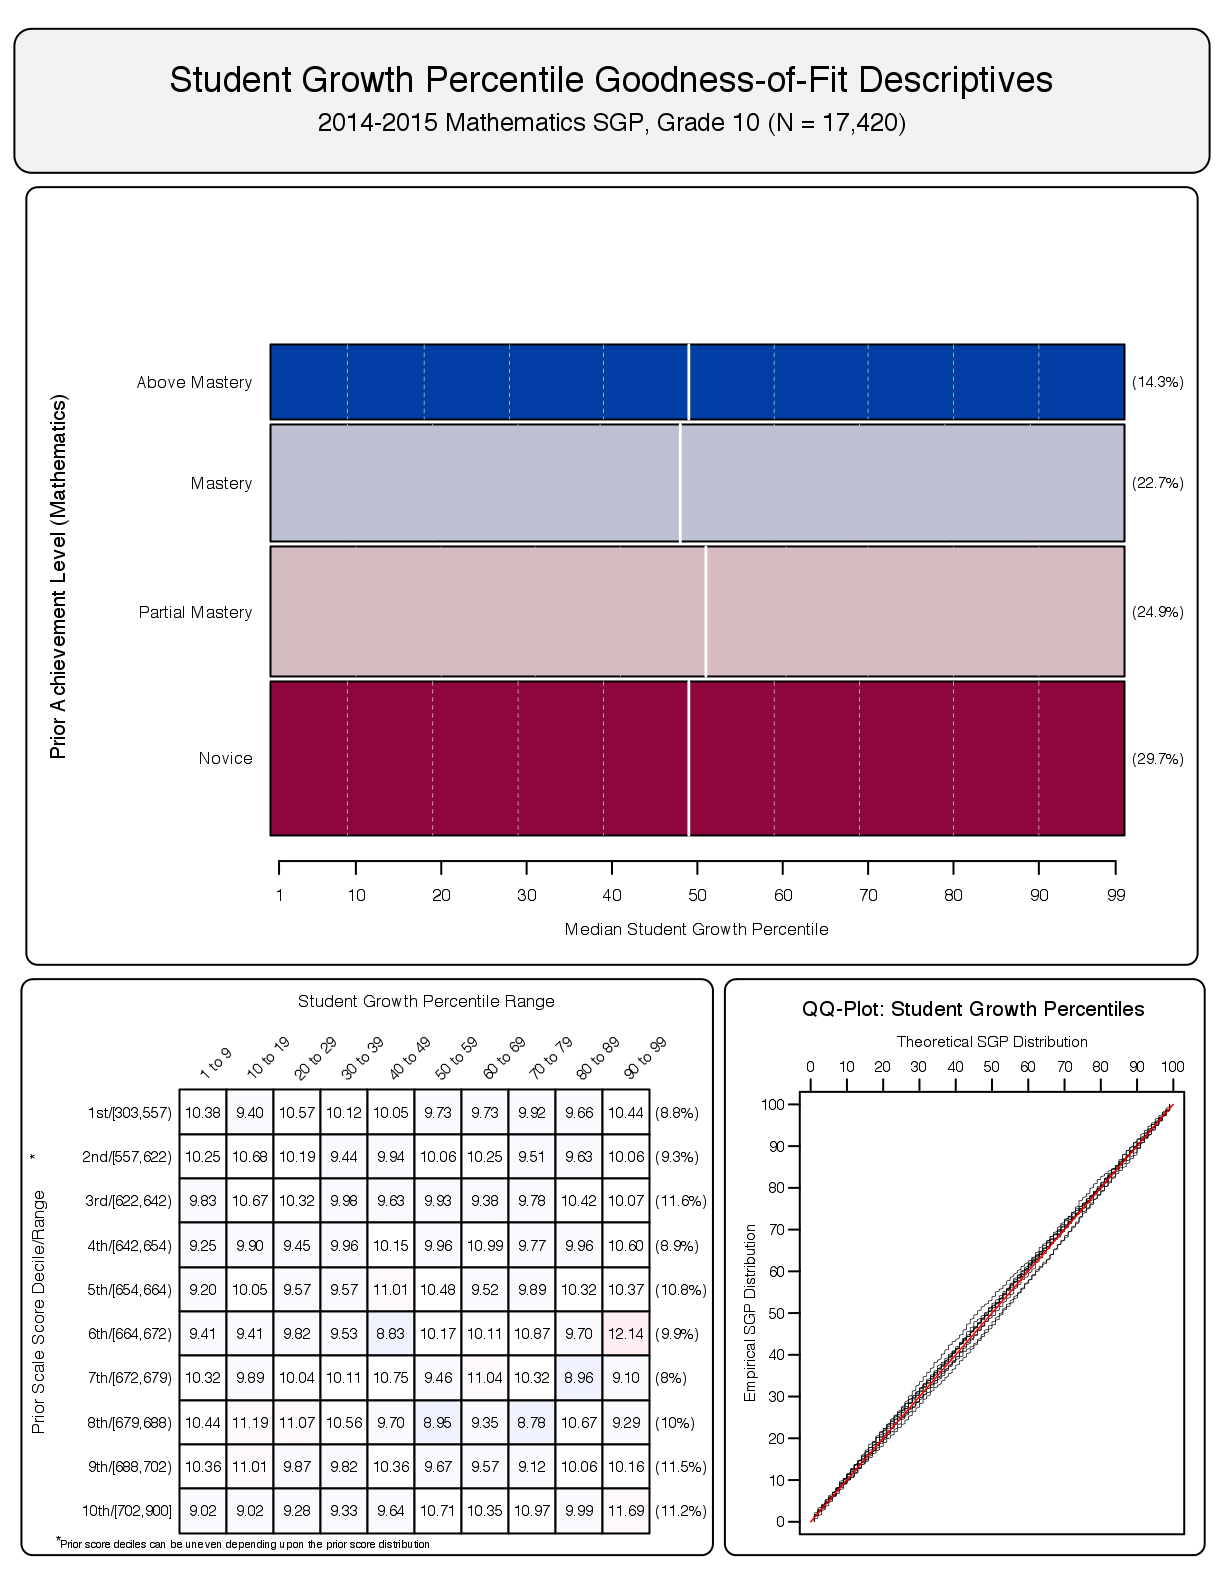 Student Growth Percentile Goodness-of-Fit Descriptives
2014-2015 Mathematics SGP, Grade 10 (N = 17,420)
Prior Achievement Level (Mathematics)
Above Mastery (14.3%)
Mastery (22.7%)
Partial Mastery (24.9%)
Novice (29.7%)
1 10 20 30 40 50 60 70 80 90 99
Median Student Growth Percentile
Student Growth Percentile Range
1 to 9 10 to 19 20 to 29 30 to 39 40 to 49 50 to 59 60 to 69 70 to 79 80 to 89 90 to 99
Prior Scale Score Decile/Range *
1st/[303,557) 10.38 9.40 10.57 10.12 10.05 9.73 9.73 9.92 9.66 10.44 (8.8%)
2nd/[557,622) 10.25 10.68 10.19 9.44 9.94 10.06 10.25 9.51 9.63 10.06 (9.3%)
3rd/[622,642) 9.83 10.67 10.32 9.98 9.63 9.93 9.38 9.78 10.42 10.07 (11.6%)
4th/[642,654) 9.25 9.90 9.45 9.96 10.15 9.96 10.99 9.77 9.96 10.60 (8.9%)
5th/[654,664) 9.20 10.05 9.57 9.57 11.01 10.48 9.52 9.89 10.32 10.37 (10.8%)
6th/[664,672) 9.41 9.41 9.82 9.53 8.83 10.17 10.11 10.87 9.70 12.14 (9.9%)
7th/[672,679) 10.32 9.89 10.04 10.11 10.75 9.46 11.04 10.32 8.96 9.10 (8%)
8th/[679,688) 10.44 11.19 11.07 10.56 9.70 8.95 9.35 8.78 10.67 9.29 (10%)
9th/[688,702) 10.36 11.01 9.87 9.82 10.36 9.67 9.57 9.12 10.06 10.16 (11.5%)
10th/[702,900] 9.02 9.02 9.28 9.33 9.64 10.71 10.35 10.97 9.99 11.69 (11.2%)
*Prior score deciles can be uneven depending upon the prior score distribution
QQ-Plot: Student Growth Percentiles
Theoretical SGP Distribution
0 10 20 30 40 50 60 70 80 90 100
Empirical SGP Distribution
100
90
80
70
60
50
40
30
20
10
0